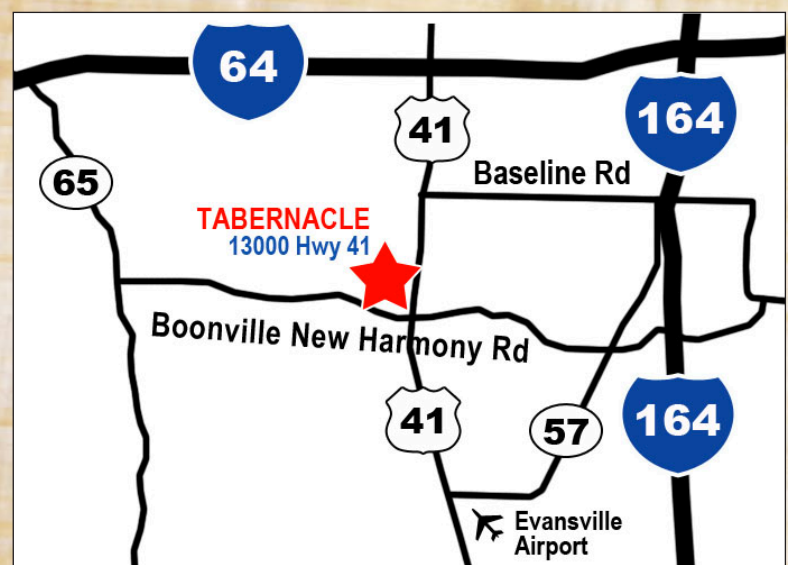 64
41
164
65
Baseline Rd
TABERNACLE
13000 Hwy 41
Boonville New Harmony Rd
41
57
164
Evansville
Airport